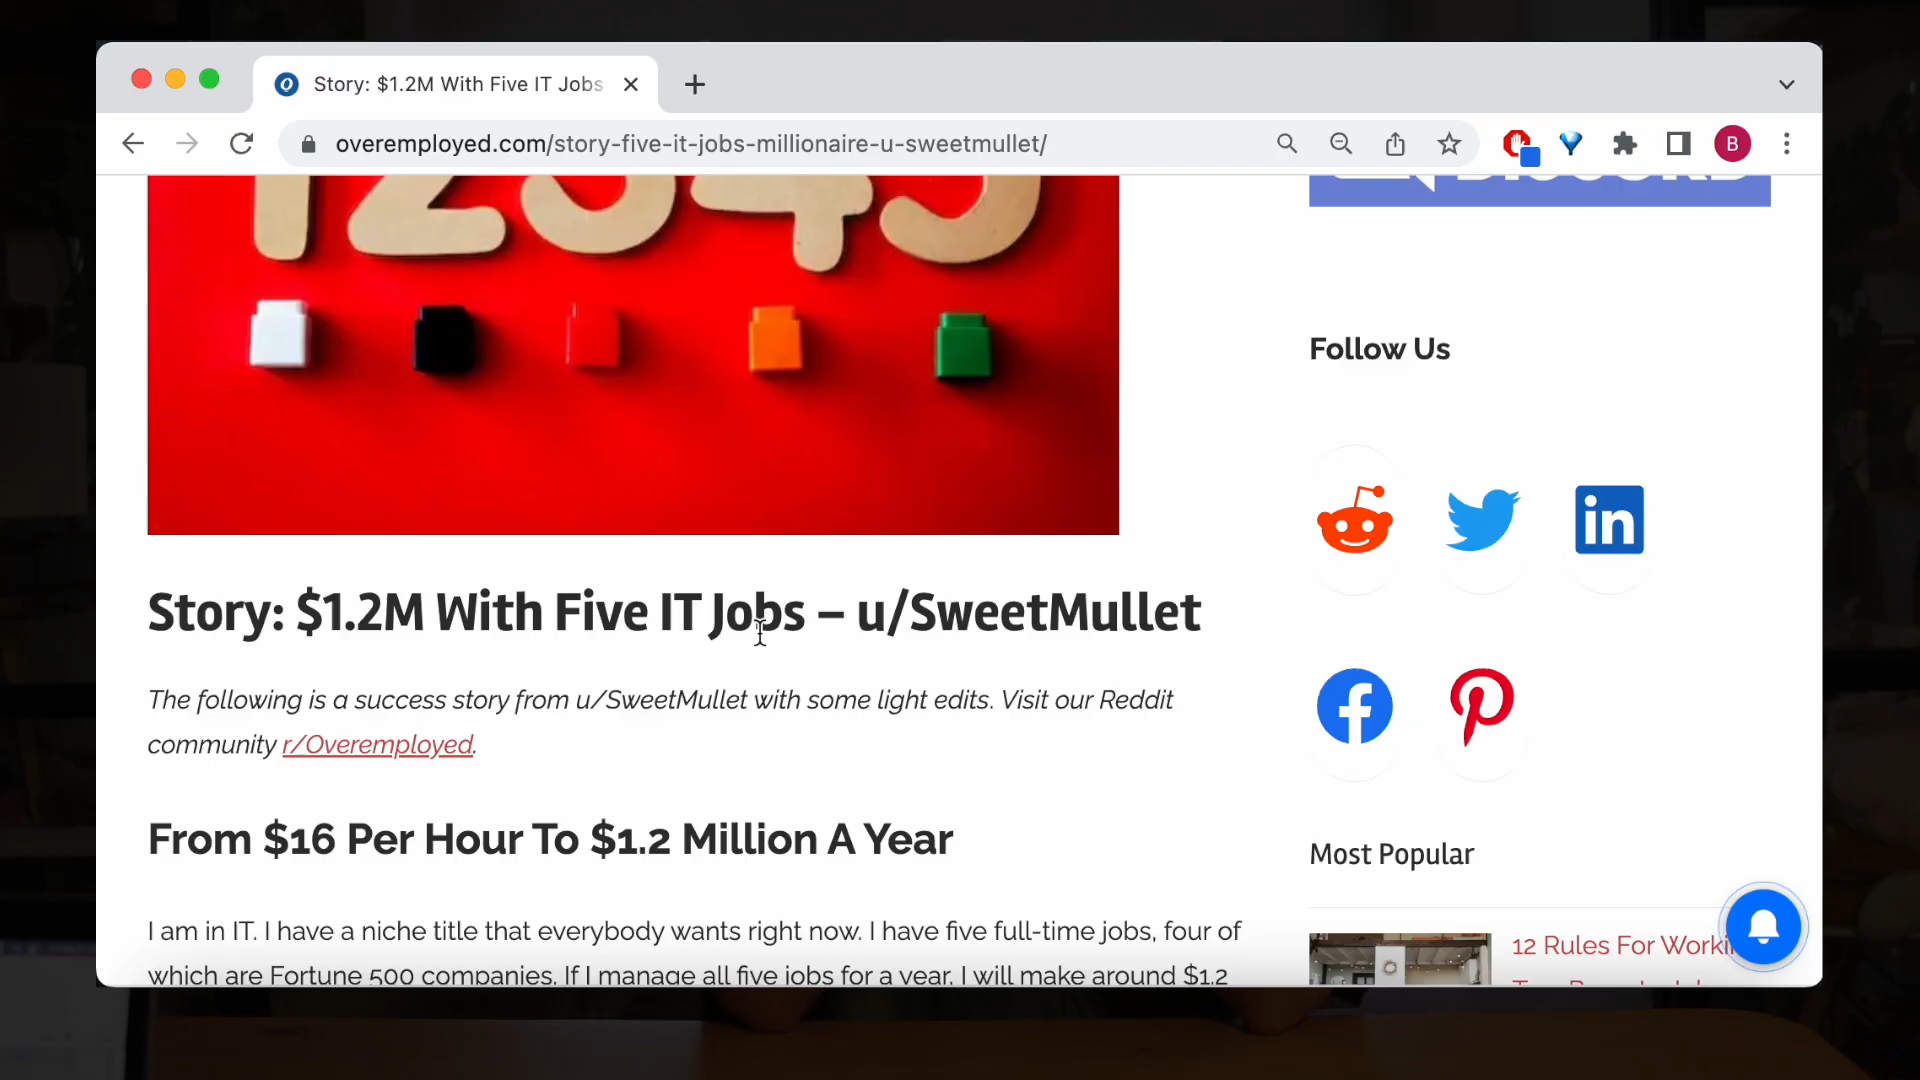 Story: $1.2M With Five IT Jobs
overemployed.com/story-five-it-jobs-millionaire-u-sweetmullet/
B
12345
DISCORD
Follow Us
in
Story: $1.2M With Five IT Jobs – u/SweetMullet
The following is a success story from u/SweetMullet with some light edits. Visit our Reddit
community r/Overemployed.
From $16 Per Hour To $1.2 Million A Year
Most Popular
I am in IT. I have a niche title that everybody wants right now. I have five full-time jobs, four of
which are Fortune 500 companies. If I manage all five jobs for a year, I will make around $1.2
12 Rules For